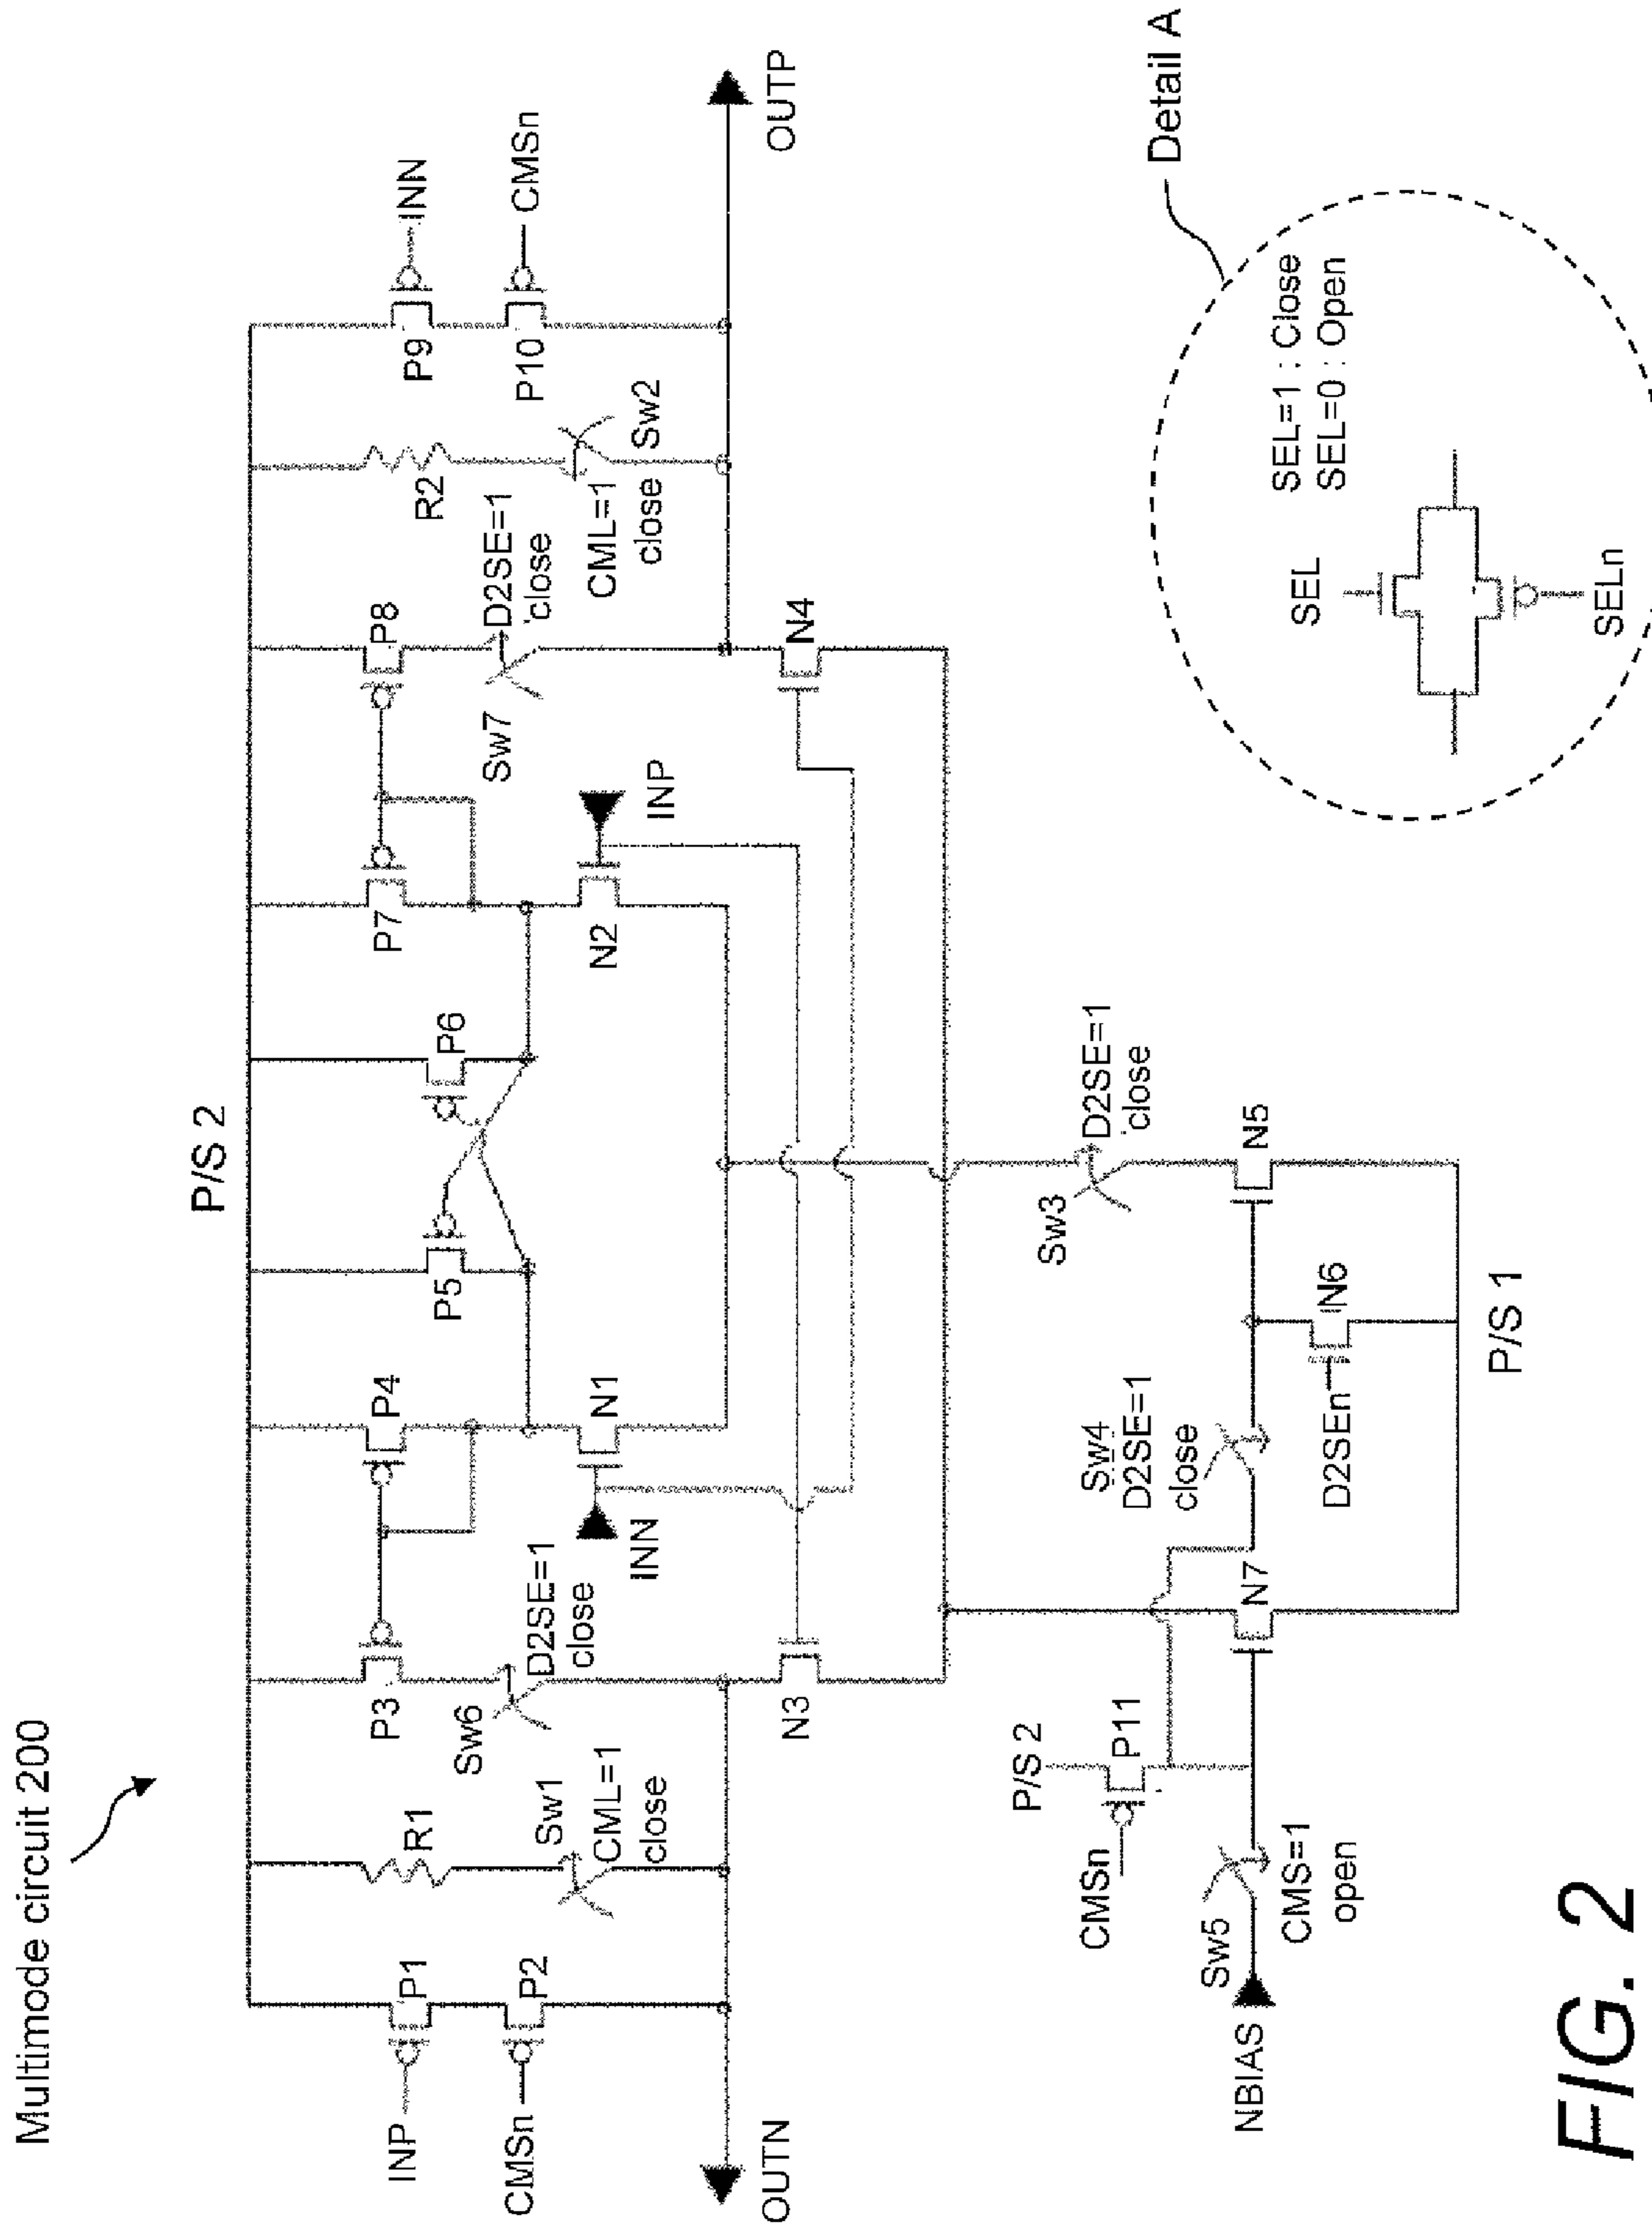 Multimode circuit 200
P/S 2
INP
P1
CMSn
P2
R1
Sw1
CML=1
close
P3
Sw6
D2SE=1
close
P4
INN
N1
P5
P6
P7
N2
INP
P8
Sw7
D2SE=1
close
R2
CML=1
close
Sw2
P9
INN
P10
CMSn
OUTN
N3
N4
OUTP
P/S 2
CMSn
P11
NBIAS
Sw5
CMS=1
open
N7
Sw4
D2SE=1
close
D2SEn
N6
Sw3
D2SE=1
close
N5
P/S 1
Detail A
SEL
SELn
SEL=1 : Close
SEL=0 : Open
FIG. 2